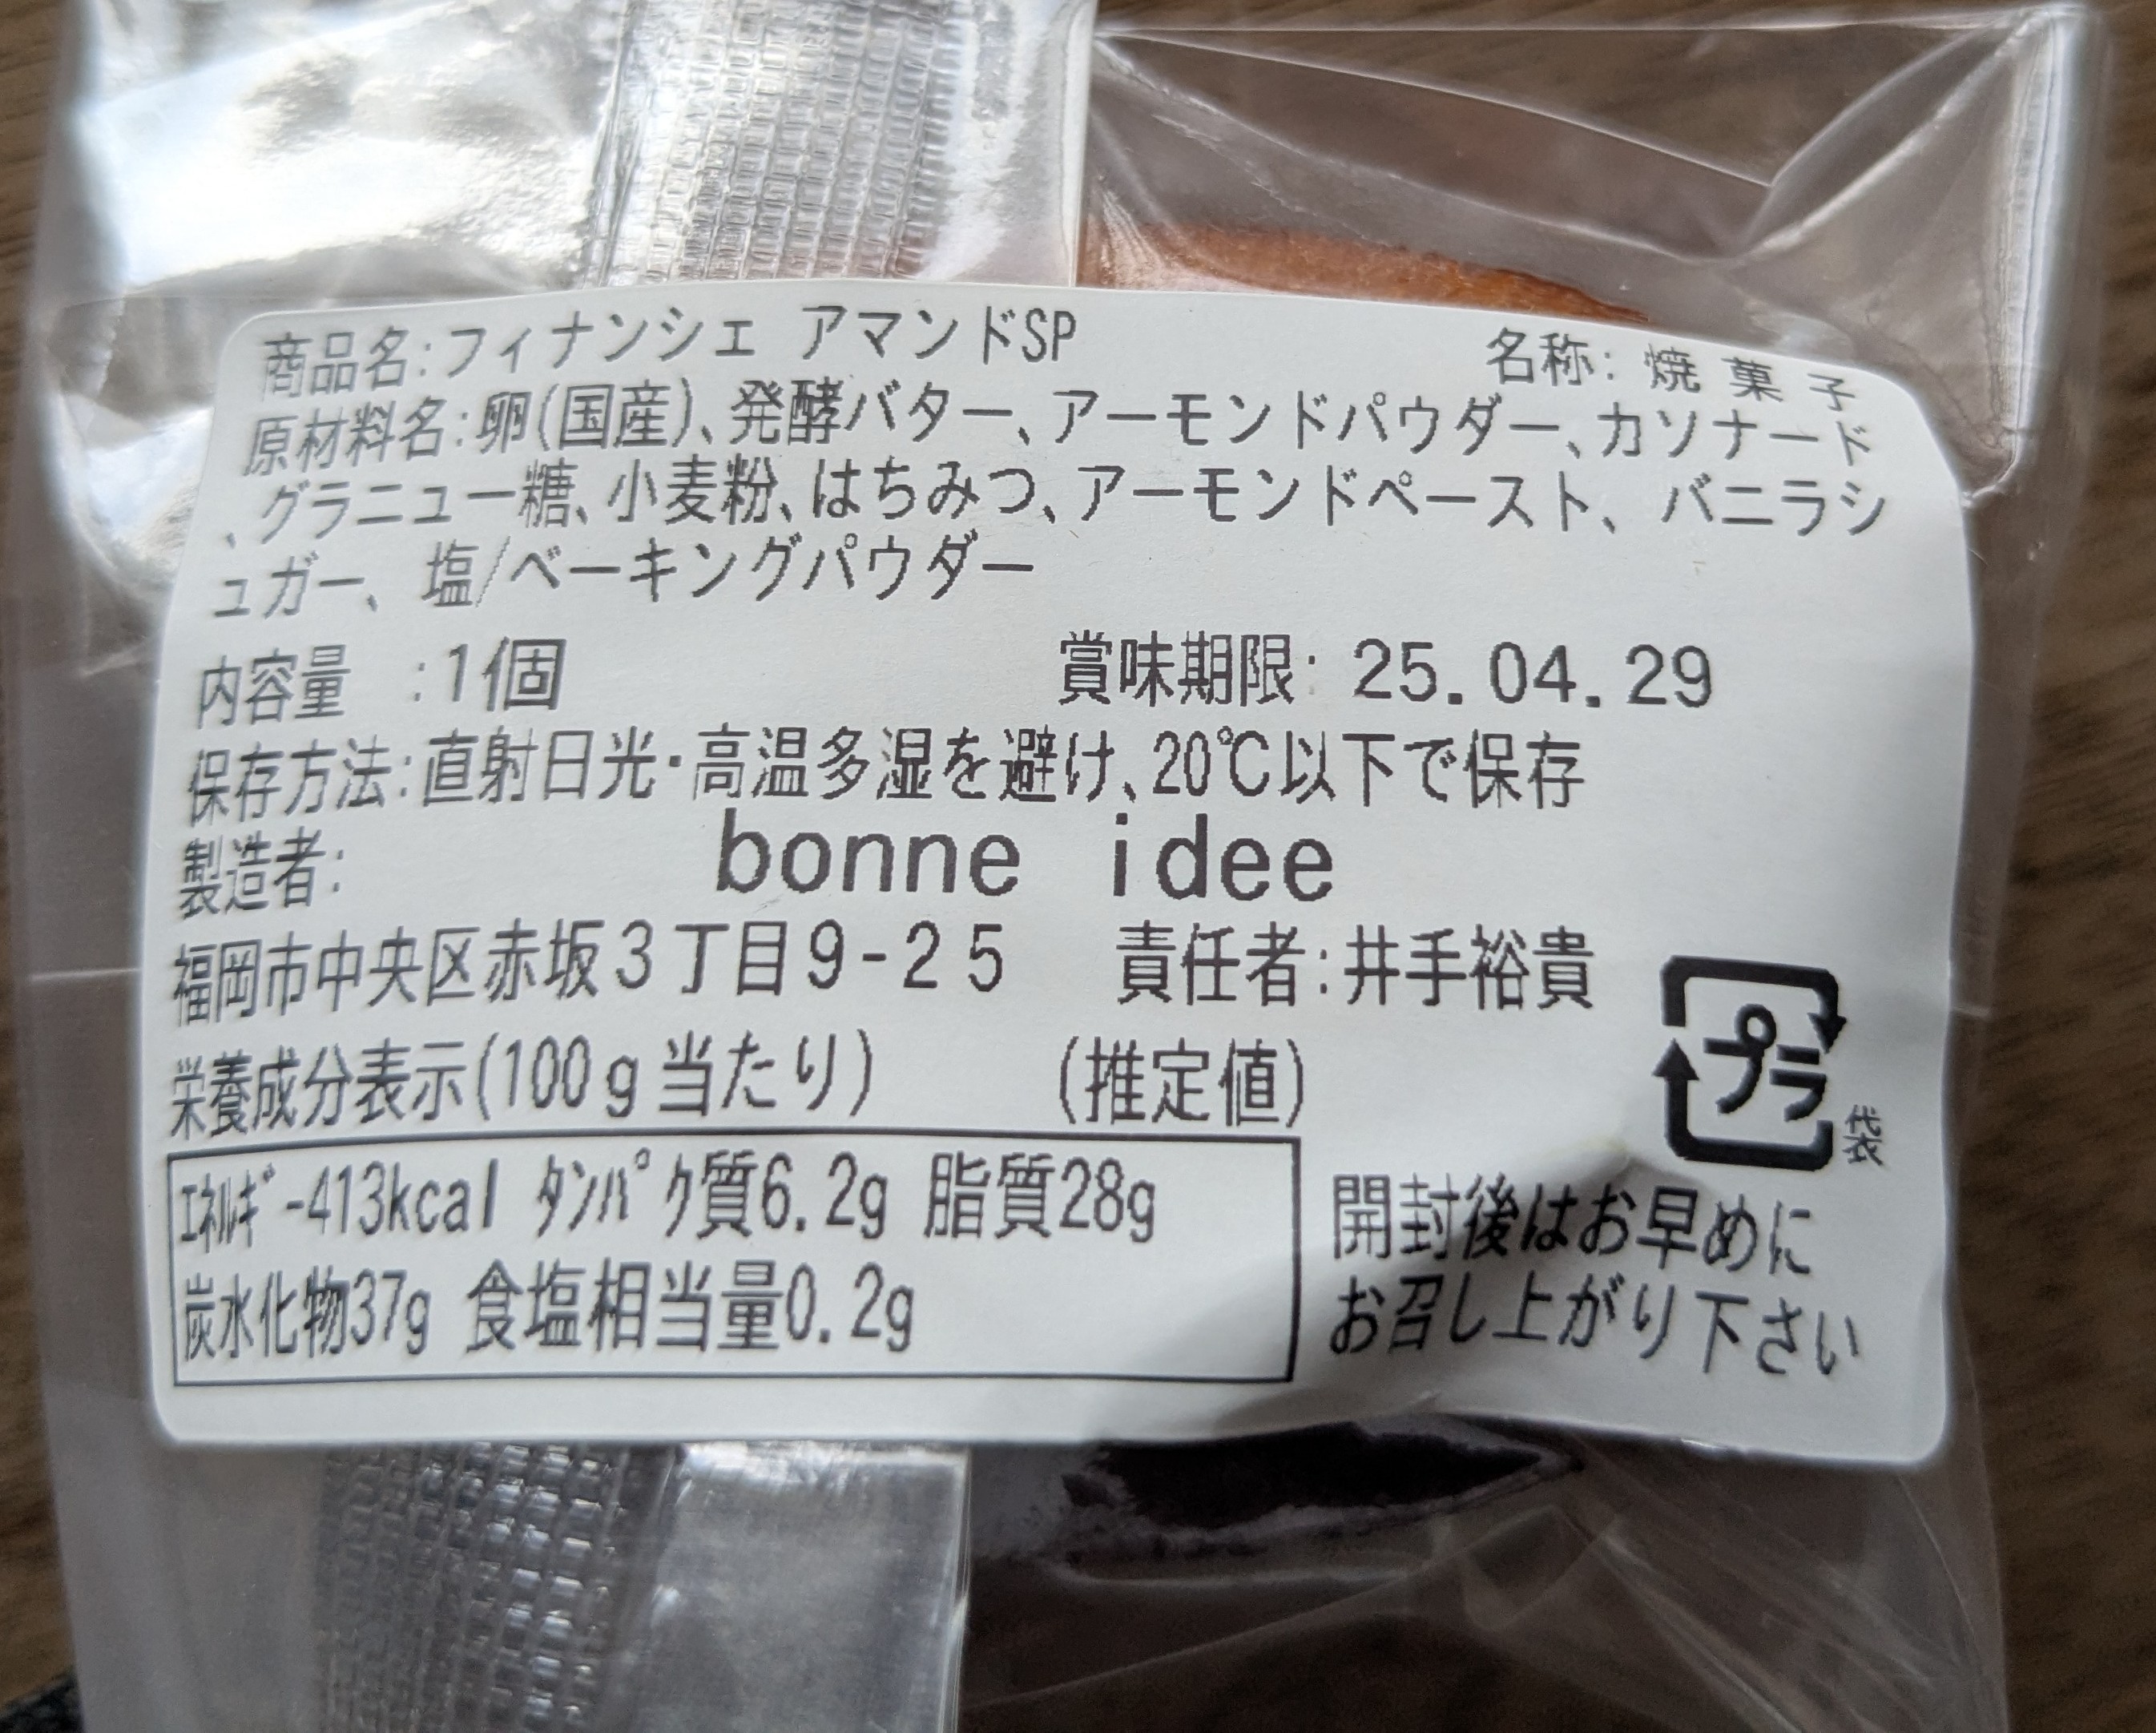 商品名:フィナンシェ アマンドSP 名称: 焼 菓 子
原材料名:卵(国産)、発酵バター、アーモンドパウダー、カソナード
、グラニュー糖、小麦粉、はちみつ、アーモンドペースト、バニラシ
ュガー、塩/ベーキングパウダー
内容量 :1個 賞味期限: 25.04.29
保存方法:直射日光・高温多湿を避け、20℃以下で保存
製造者: bonne idee
福岡市中央区赤坂3丁目9-25 責任者:井手裕貴
栄養成分表示(100g当たり) (推定値)
プラ
袋
ｴﾈﾙｷﾞｰ413kcal ﾀﾝﾊﾟｸ質6.2g 脂質28g
炭水化物37g 食塩相当量0.2g
開封後はお早めに
お召し上がり下さい